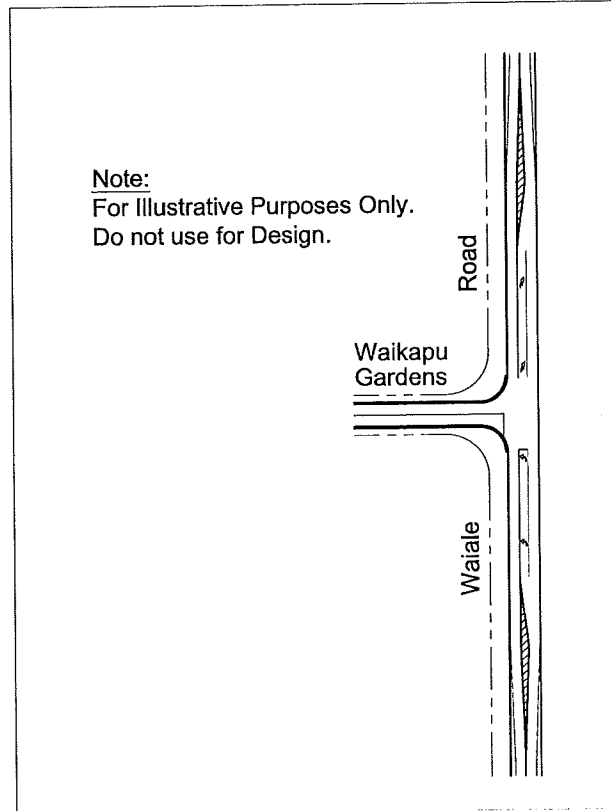 Note:
For Illustrative Purposes Only.
Do not use for Design.
Road
Waikapu
Gardens
Waiale